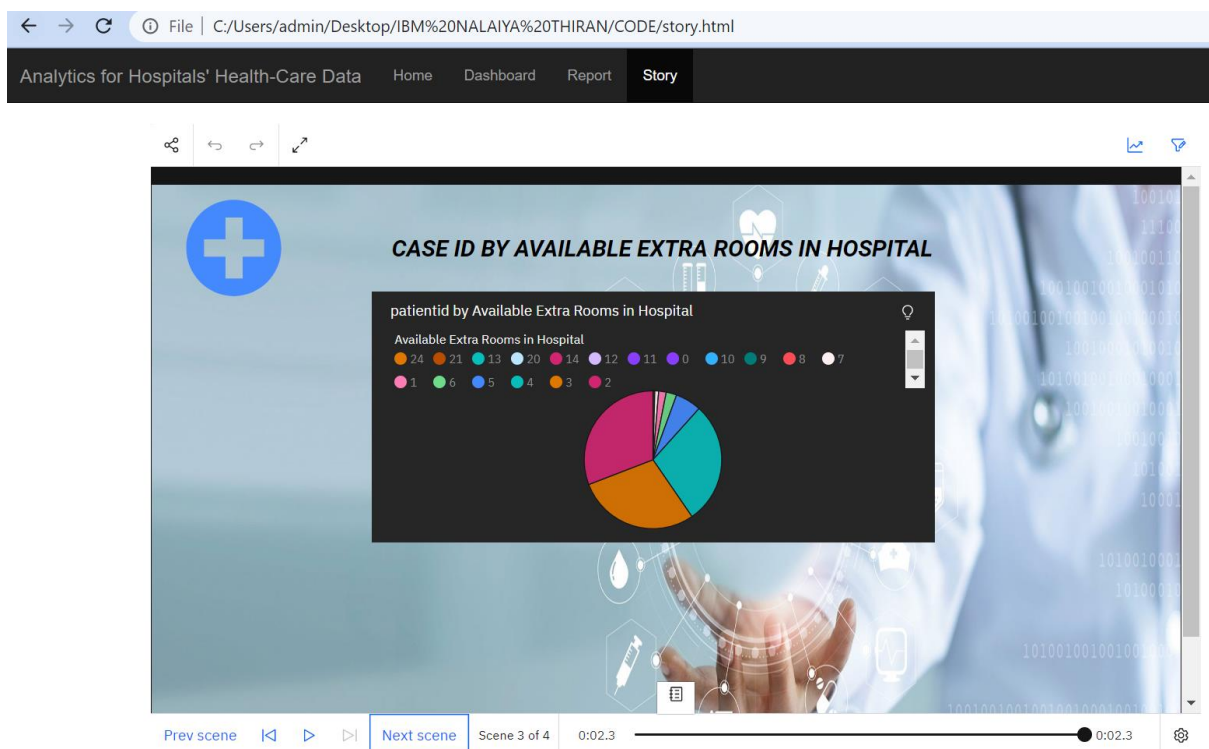 File | C:/Users/admin/Desktop/IBM%20NALAIYA%20THIRAN/CODE/story.html
Analytics for Hospitals' Health-Care Data Home Dashboard Report Story
CASE ID BY AVAILABLE EXTRA ROOMS IN HOSPITAL
patientid by Available Extra Rooms in Hospital
Available Extra Rooms in Hospital
24 21 13 20 14 12 11 0 10 9 8 7
1 6 5 4 3 2
Prev scene Next scene Scene 3 of 4 0:02.3 0:02.3